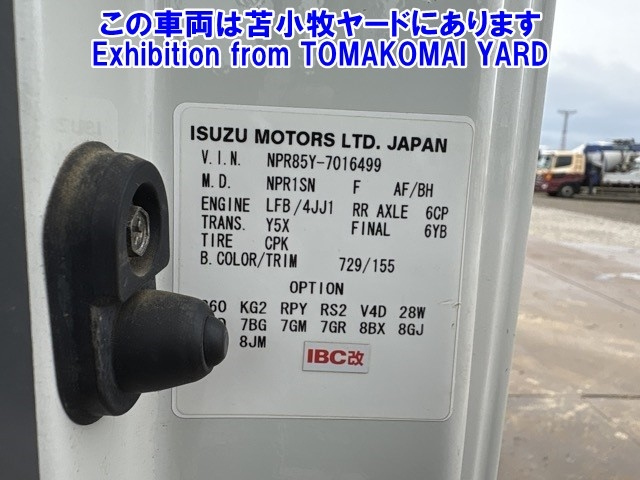 この車両は苫小牧ヤードにあります
Exhibition from TOMAKOMAI YARD
ISUZU MOTORS LTD. JAPAN
V.I.N. NPR85Y-7016499
M.D. NPR1SN F AF/BH
ENGINE LFB/4JJ1 RR AXLE 6CP
TRANS. Y5X FINAL 6YB
TIRE CPK
B.COLOR/TRIM 729/155
OPTION
KG2 RPY RS2 V4D 28W
7BG 7GM 7GR 8BX 8GJ
8JM
IBC改